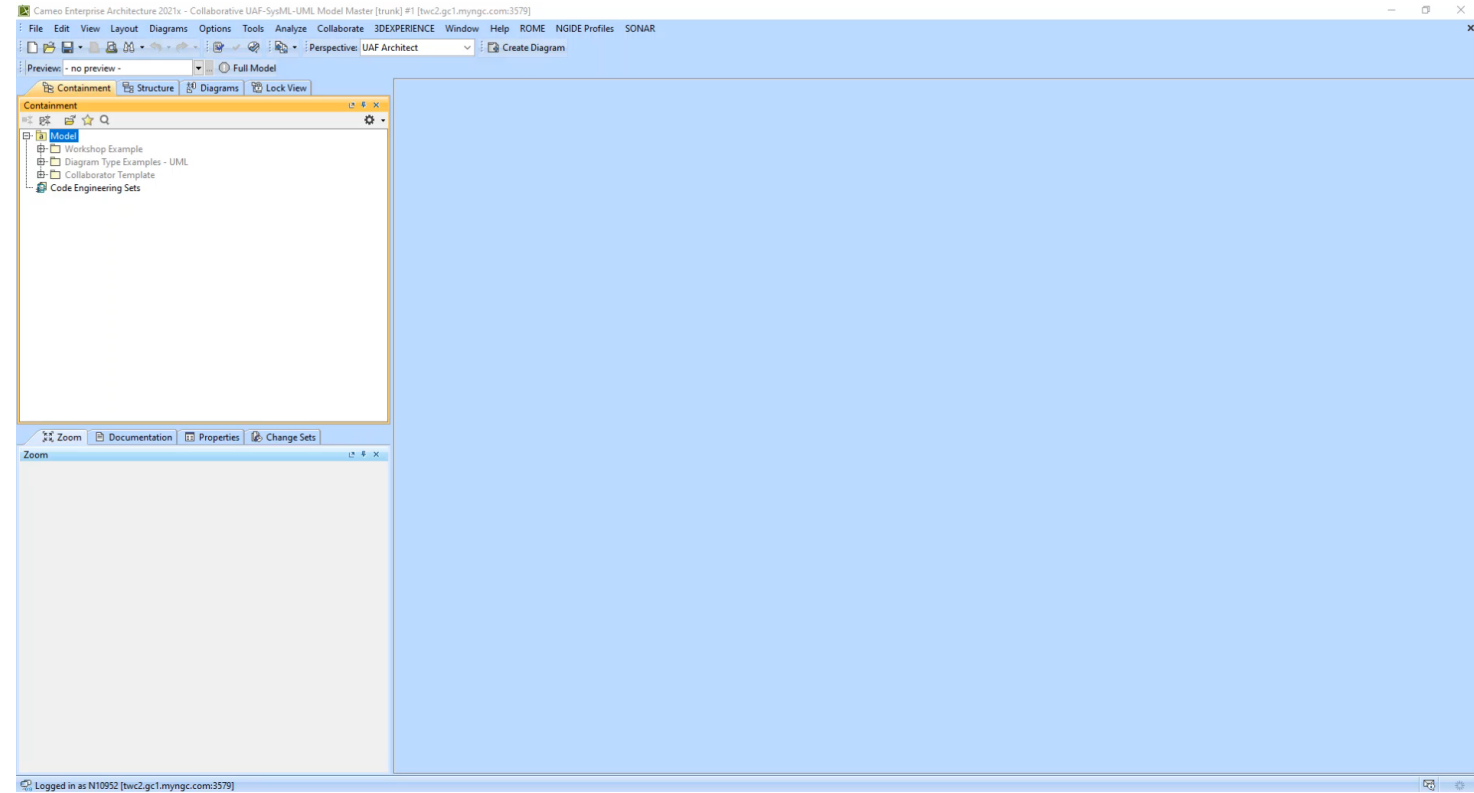 Cameo Enterprise Architecture 2021x - Collaborative UAF-SysML-UML Model Master [trunk] #1 [twc2.gc1.myngc.com:3579]
File Edit View Layout Diagrams Options Tools Analyze Collaborate 3DEXPERIENCE Window Help ROME NGIDE Profiles SONAR
Perspective: UAF Architect Create Diagram
Preview: - no preview - ... Full Model
Containment Structure Diagrams Lock View
Containment
Model
Workshop Example
Diagram Type Examples - UML
Collaborator Template
Code Engineering Sets
Zoom Documentation Properties Change Sets
Zoom
Logged in as N10952 [twc2.gc1.myngc.com:3579]